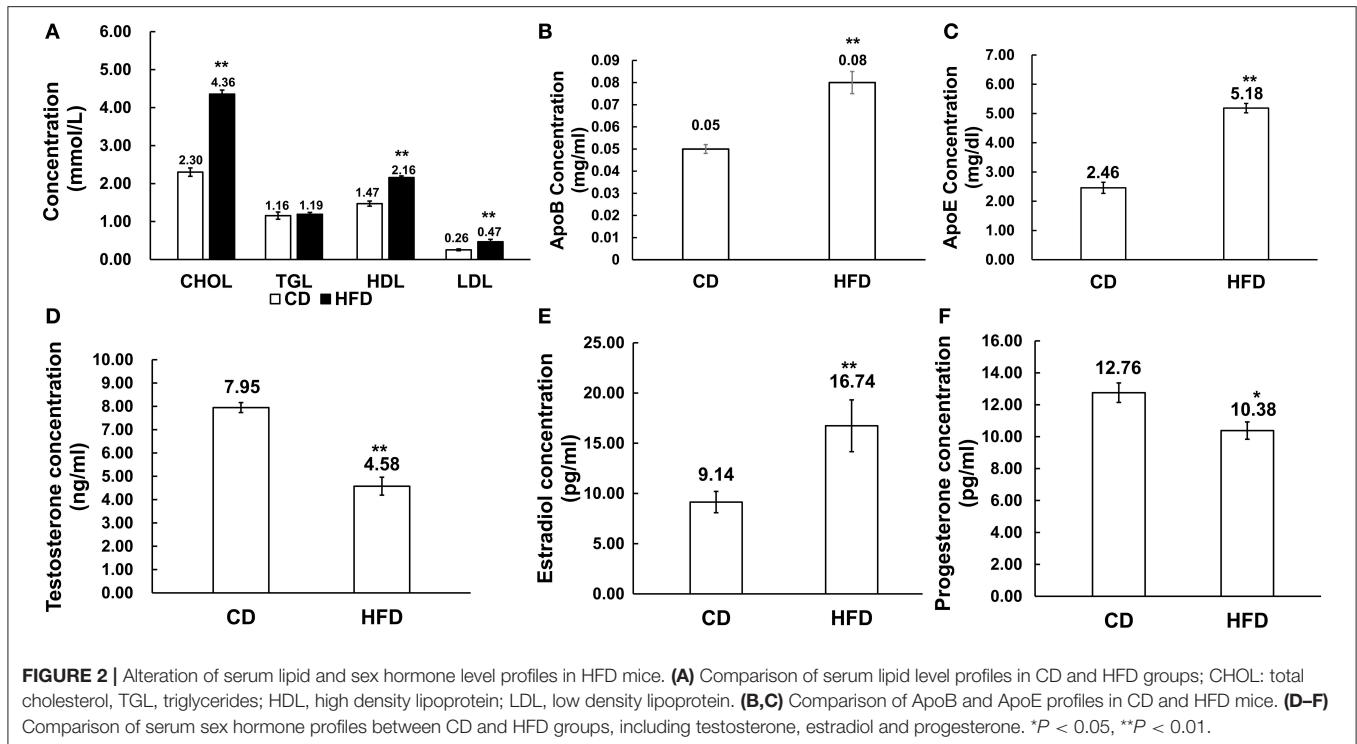 A
Concentration
(mmol/L)
6.00
5.00
4.00
3.00
2.00
1.00
0.00
**
4.36
2.30
1.16
1.19
1.47
**
2.16
0.26
**
0.47
CHOL
TGL
HDL
LDL
CD
HFD
B
ApoB Concentration
(mg/ml)
0.09
0.08
0.07
0.06
0.05
0.04
0.03
0.02
0.01
0
0.05
**
0.08
CD
HFD
C
ApoE Concentration
(mg/dl)
7.00
6.00
5.00
4.00
3.00
2.00
1.00
0.00
2.46
**
5.18
CD
HFD
D
Testosterone concentration
(ng/ml)
10.00
9.00
8.00
7.00
6.00
5.00
4.00
3.00
2.00
1.00
0.00
7.95
**
4.58
CD
HFD
E
Estradiol concentration
(pg/ml)
25.00
20.00
15.00
10.00
5.00
0.00
9.14
**
16.74
CD
HFD
F
Progesterone concentration
(pg/ml)
16.00
14.00
12.00
10.00
8.00
6.00
4.00
2.00
0.00
12.76
*
10.38
CD
HFD
FIGURE 2 | Alteration of serum lipid and sex hormone level profiles in HFD mice. (A) Comparison of serum lipid level profiles in CD and HFD groups; CHOL: total
cholesterol, TGL, triglycerides; HDL, high density lipoprotein; LDL, low density lipoprotein. (B,C) Comparison of ApoB and ApoE profiles in CD and HFD mice. (D–F)
Comparison of serum sex hormone profiles between CD and HFD groups, including testosterone, estradiol and progesterone. *P < 0.05, **P < 0.01.